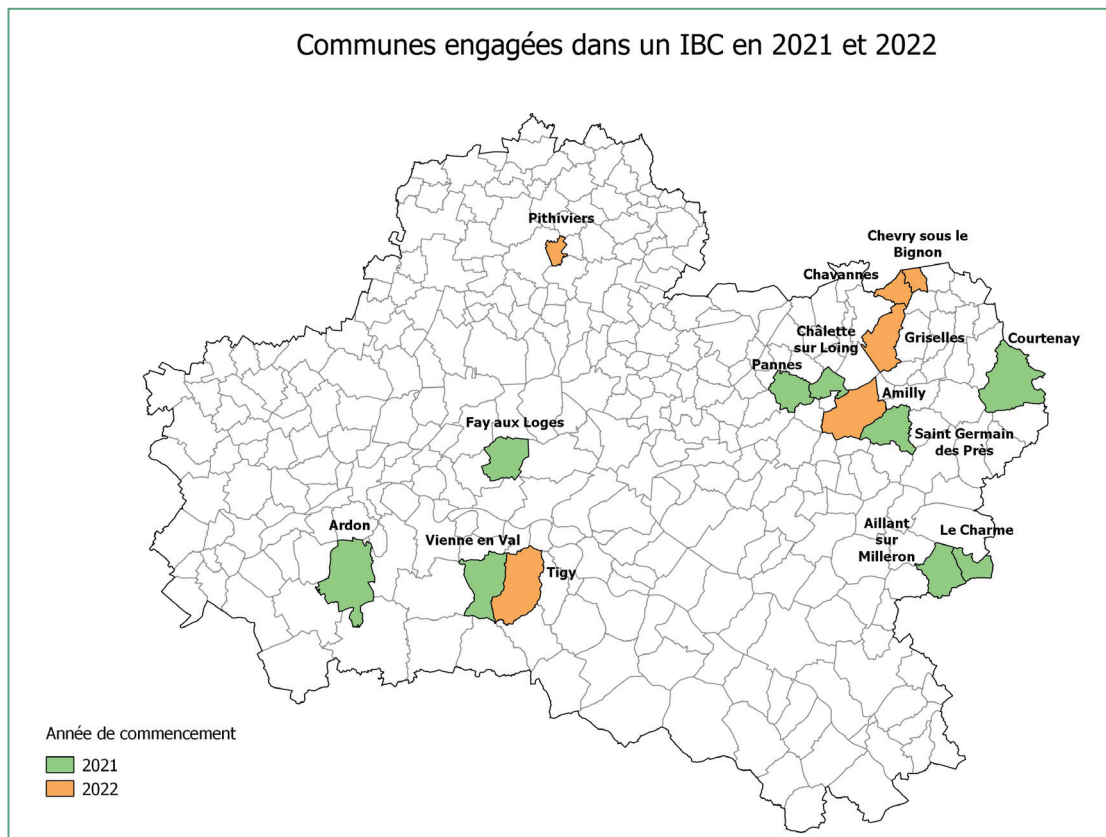 Communes engagées dans un IBC en 2021 et 2022
Pithiviers
Chevry sous le
Bignon
Chavannes
Châlette
sur Loing
Griselles
Courtenay
Pannes
Amilly
Fay aux Loges
Saint Germain
des Près
Ardon
Vienne en Val
Tigy
Aillant
sur
Milleron
Le Charme
Année de commencement
2021
2022